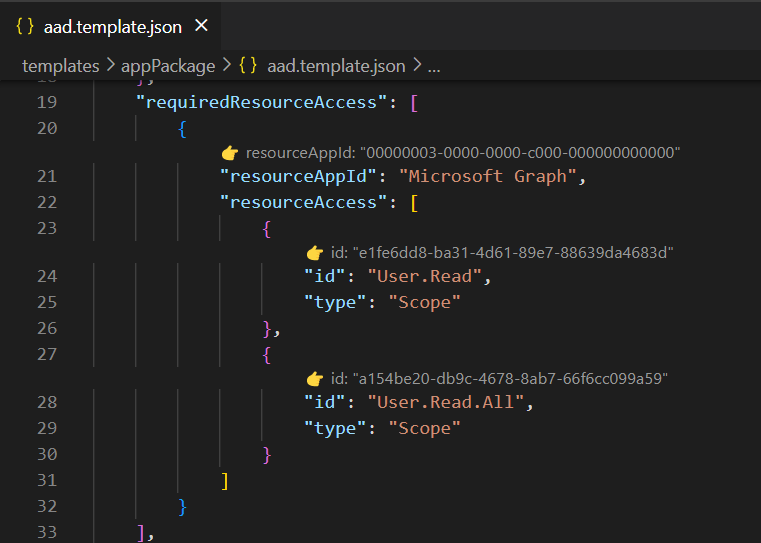 {} aad.template.json ×
templates > appPackage > {} aad.template.json > ...
19 "requiredResourceAccess": [
20 {
👉 resourceAppId: "00000003-0000-0000-c000-000000000000"
21 "resourceAppId": "Microsoft Graph",
22 "resourceAccess": [
23 {
👉 id: "e1fe6dd8-ba31-4d61-89e7-88639da4683d"
24 "id": "User.Read",
25 "type": "Scope"
26 },
27 {
👉 id: "a154be20-db9c-4678-8ab7-66f6cc099a59"
28 "id": "User.Read.All",
29 "type": "Scope"
30 }
31 ]
32 }
33 ],